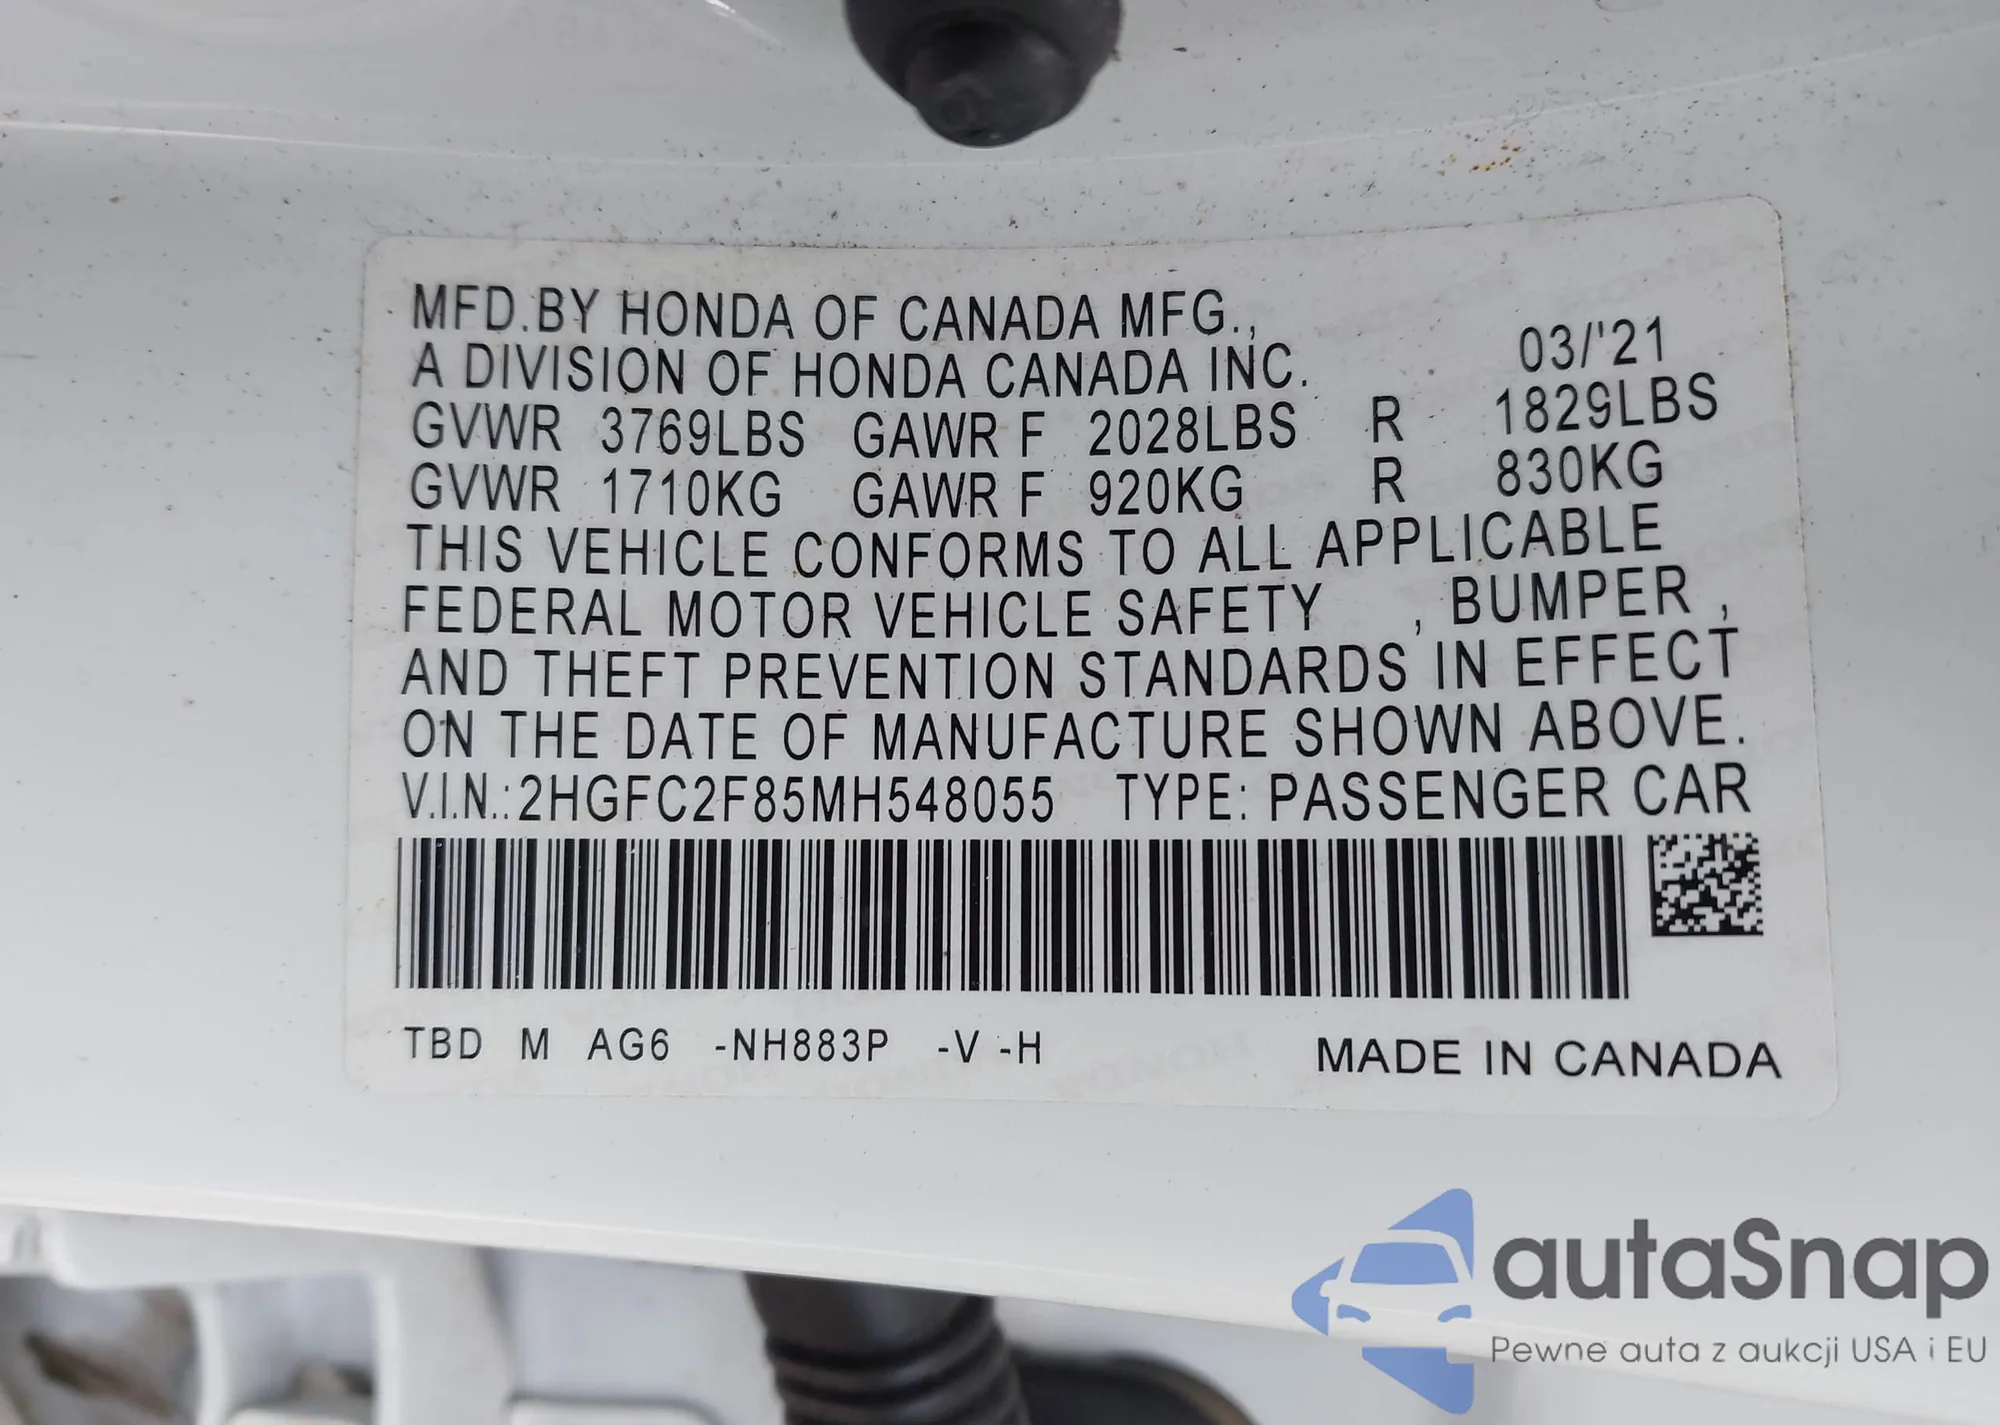 MFD.BY HONDA OF CANADA MFG.,
A DIVISION OF HONDA CANADA INC. 03/'21
GVWR 3769LBS GAWR F 2028LBS R 1829LBS
GVWR 1710KG GAWR F 920KG R 830KG
THIS VEHICLE CONFORMS TO ALL APPLICABLE
FEDERAL MOTOR VEHICLE SAFETY , BUMPER ,
AND THEFT PREVENTION STANDARDS IN EFFECT
ON THE DATE OF MANUFACTURE SHOWN ABOVE.
V.I.N.:2HGFC2F85MH548055 TYPE: PASSENGER CAR
TBD M AG6 -NH883P -V -H MADE IN CANADA
autaSnap
Pewne auta z aukcji USA i EU